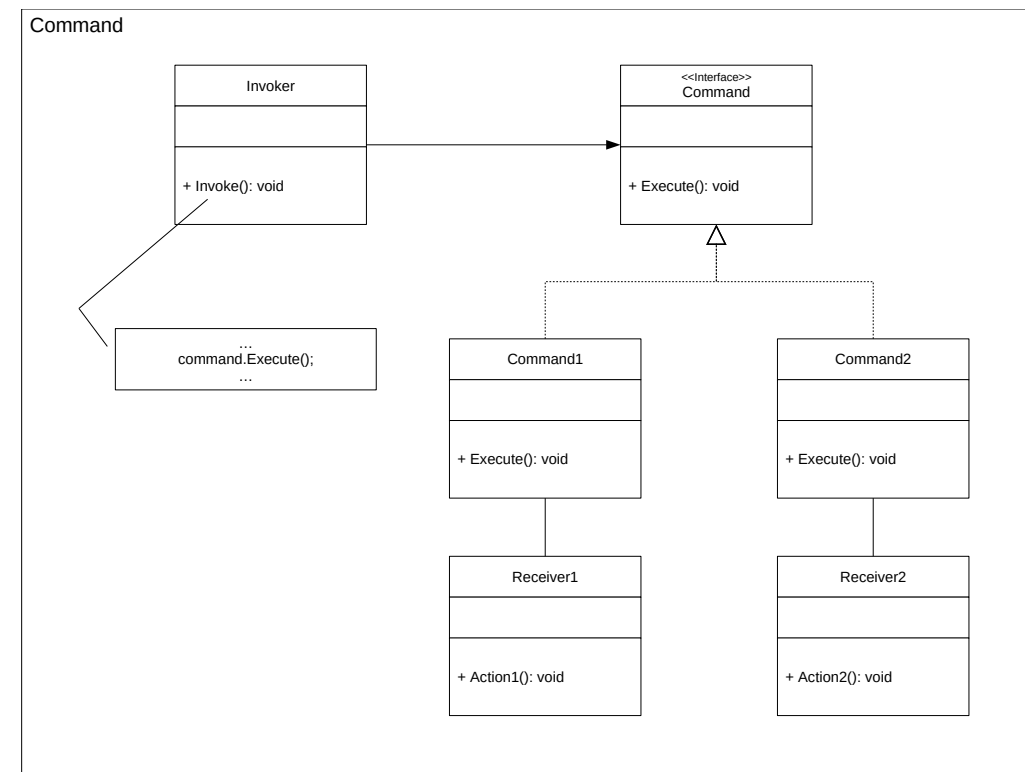 Command
Invoker
<<Interface>>
Command
+ Invoke(): void
+ Execute(): void
…
command.Execute();
…
Command1
Command2
+ Execute(): void
+ Execute(): void
Receiver1
Receiver2
+ Action1(): void
+ Action2(): void